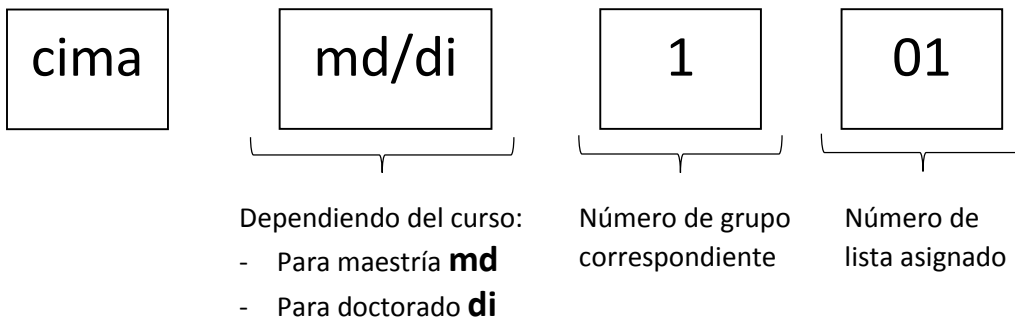 cima md/di 1 01
Dependiendo del curso:
- Para maestría md
- Para doctorado di
Número de grupo
correspondiente
Número de
lista asignado